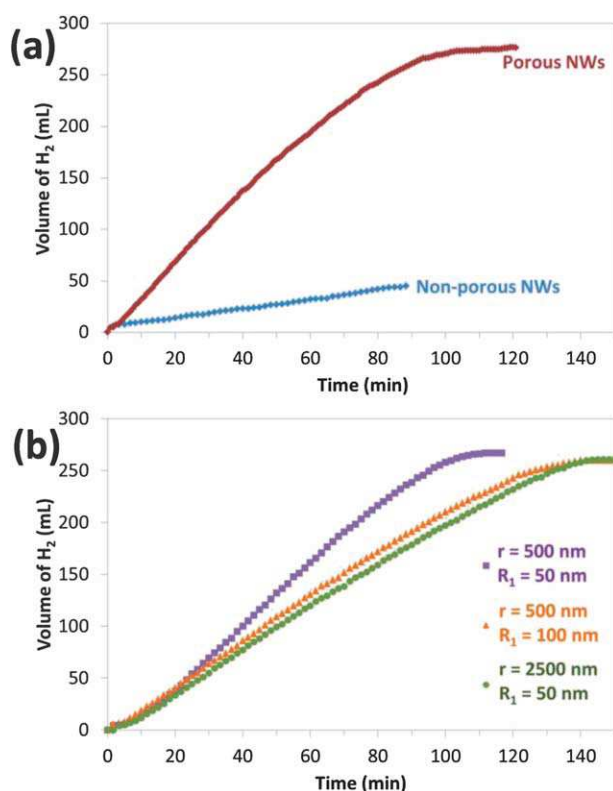 (a)
300
250
200
150
100
50
0
Volume of H₂ (mL)
Porous NWs
Non-porous NWs
0 20 40 60 80 100 120 140
Time (min)
(b)
300
250
200
150
100
50
0
Volume of H₂ (mL)
r = 500 nm
R₁ = 50 nm
r = 500 nm
R₁ = 100 nm
r = 2500 nm
R₁ = 50 nm
0 20 40 60 80 100 120 140
Time (min)